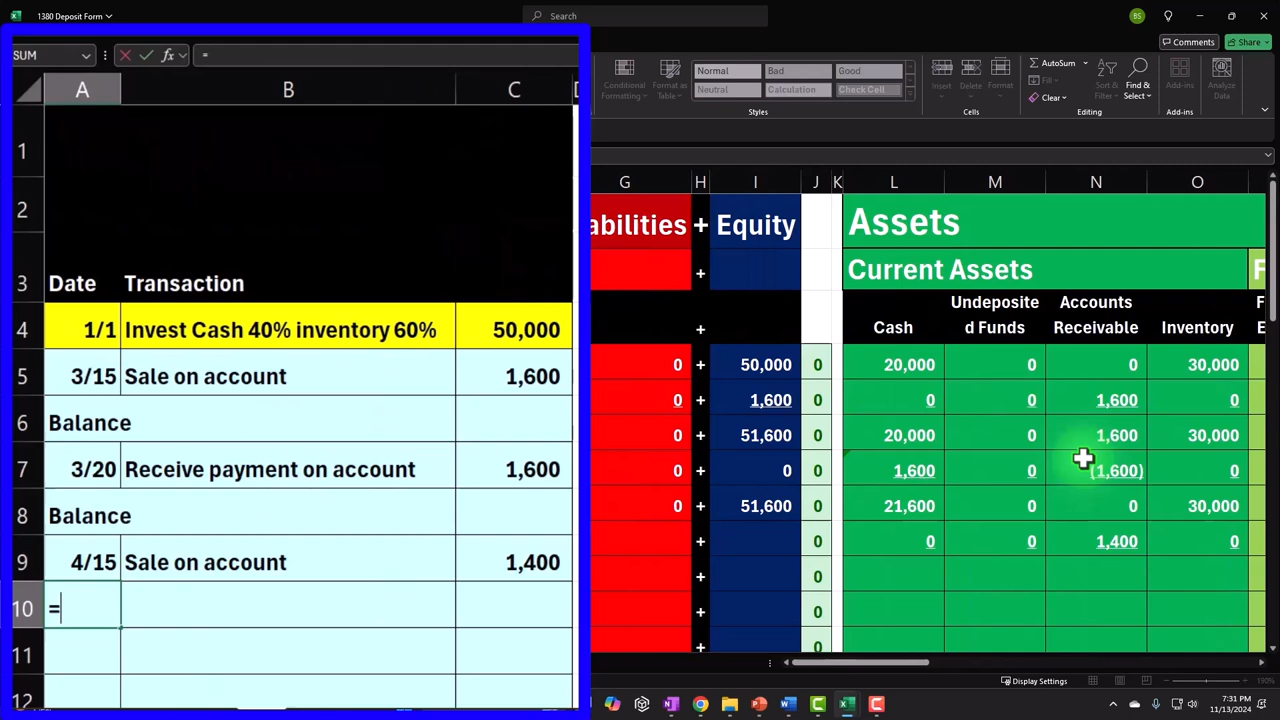 1380 Deposit Form
Search
BS
Comments
Share
SUM
fx
=
Normal
Bad
Good
Neutral
Calculation
Check Cell
Conditional
Formatting
Format as
Table
Styles
Insert
Delete
Format
Cells
AutoSum
Fill
Clear
Sort &
Filter
Find &
Select
Editing
Add-ins
Add-ins
Analyze
Data
A B C
1
2
3 Date Transaction
4 1/1 Invest Cash 40% inventory 60% 50,000
5 3/15 Sale on account 1,600
6 Balance
7 3/20 Receive payment on account 1,600
8 Balance
9 4/15 Sale on account 1,400
10 =
11
12
G H I J K L M N O
abilities + Equity Assets
+ Current Assets
Undeposite Accounts
+ Cash d Funds Receivable Inventory
0 + 50,000 0 20,000 0 0 30,000
0 + 1,600 0 0 0 1,600 0
0 + 51,600 0 20,000 0 1,600 30,000
0 + 0 0 1,600 0 (1,600) 0
0 + 51,600 0 21,600 0 0 30,000
+ 0 0 0 1,400 0
+ 0
+ 0
+ 0
Display Settings
190%
7:31 PM
11/13/2024